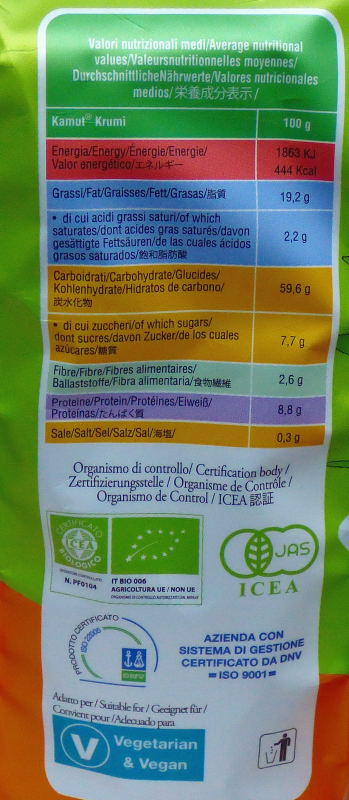 Valori nutrizionali medi/Average nutritional
values/Valeursnutritionnelles moyennes/
DurchschnittlicheNährwerte/Valores nutricionales
medios/栄養成分表示/
Kamut® Krumi 100 g
Energia/Energy/Énergie/Energie/
Valor energético/エネルギー
1863 KJ
444 Kcal
Grassi/Fat/Graisses/Fett/Grasas/脂質 19,2 g
• di cui acidi grassi saturi/of which
saturates/dont acides gras saturés/davon
gesättigte Fettsäuren/de las cuales ácidos
grasos saturados/飽和脂肪酸
2,2 g
Carboidrati/Carbohydrate/Glucides/
Kohlenhydrate/Hidratos de carbono/
炭水化物
59,6 g
• di cui zuccheri/of which sugars/
dont sucres/davon Zucker/de los cuales
azúcares/糖質
7,7 g
Fibre/Fibre/Fibres alimentaires/
Ballaststoffe/Fibra alimentaria/食物繊維
2,6 g
Proteine/Protein/Protéines/Eiweiß/
Proteínas/たんぱく質
8,8 g
Sale/Salt/Sel/Salz/Sal/海塩/ 0,3 g
Organismo di controllo/ Certification body /
Zertifizierungsstelle / Organisme de Contrôle /
Organismo de Control / ICEA 認証
CERTIFICATO
ICEA
BIOLOGICO
N. PF0104
IT BIO 006
AGRICOLTURA UE / NON UE
JAS
ICEA
PRODOTTO CERTIFICATO
ISO 22005
DNV
AZIENDA CON
SISTEMA DI GESTIONE
CERTIFICATO DA DNV
= ISO 9001 =
Adatto per / Suitable for / Geeignet für /
Convient pour /Adecuado para
V
Vegetarian
& Vegan